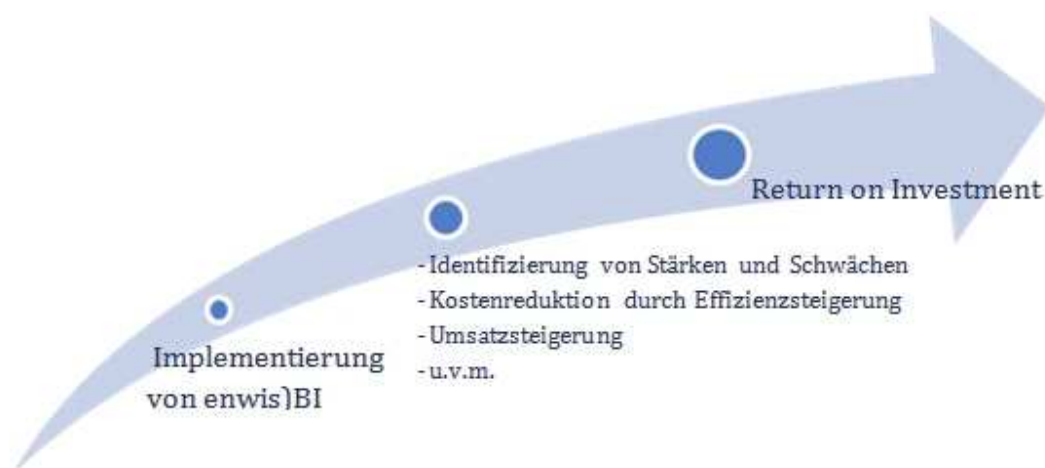 Implementierung
von enwis)BI
- Identifizierung von Stärken und Schwächen
- Kostenreduktion durch Effizienzsteigerung
- Umsatzsteigerung
- u.v.m.
Return on Investment